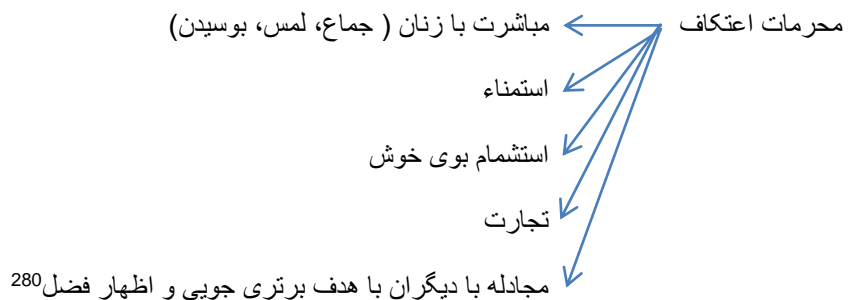 محرمات اعتکاف
مباشرت با زنان ( جماع، لمس، بوسیدن)
استمناء
استشمام بوی خوش
تجارت
مجادله با دیگران با هدف برتری جویی و اظهار فضل280